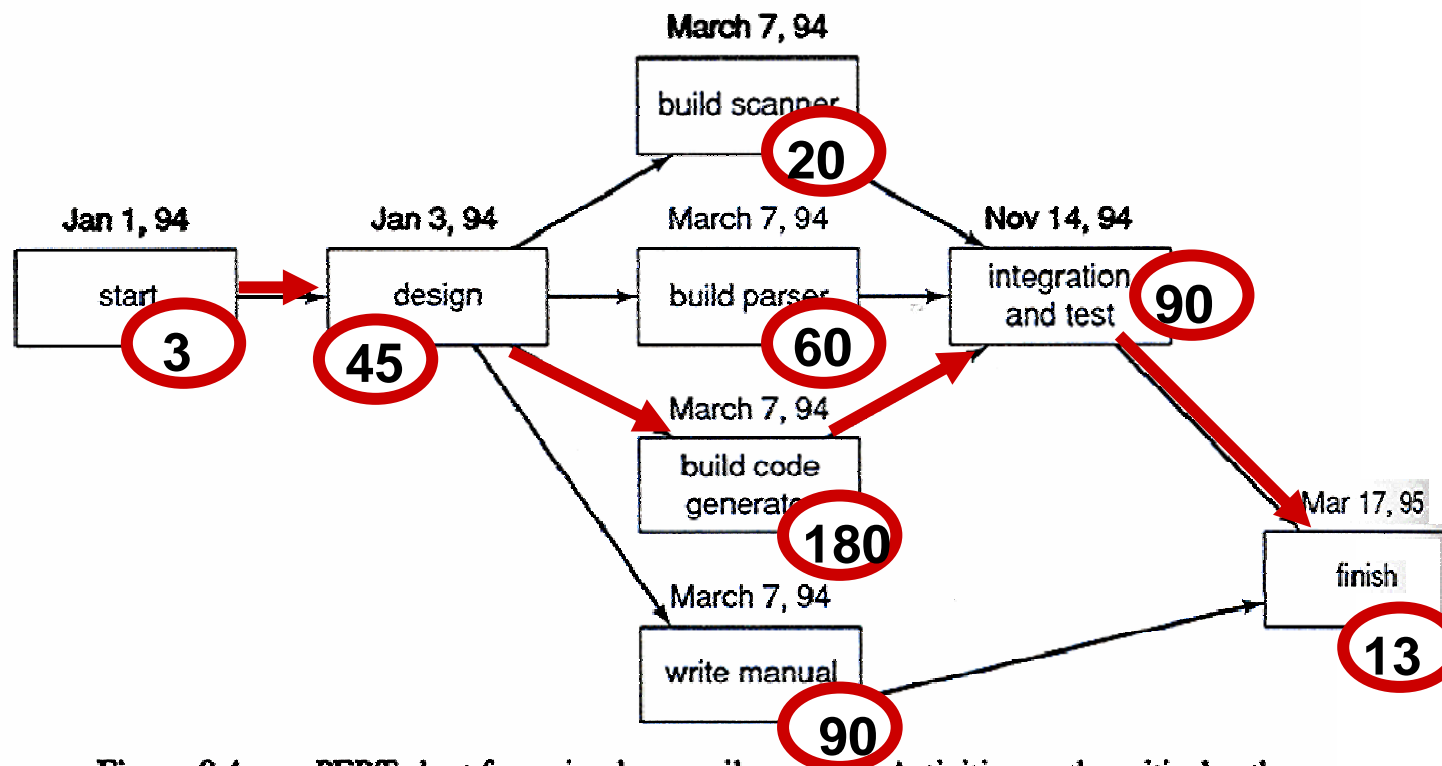 March 7, 94
build scanner
20
Jan 1, 94
Jan 3, 94
March 7, 94
Nov 14, 94
start
design
build parser
integration
and test
3
45
60
90
March 7, 94
build code
generator
180
Mar 17, 95
finish
13
March 7, 94
write manual
90